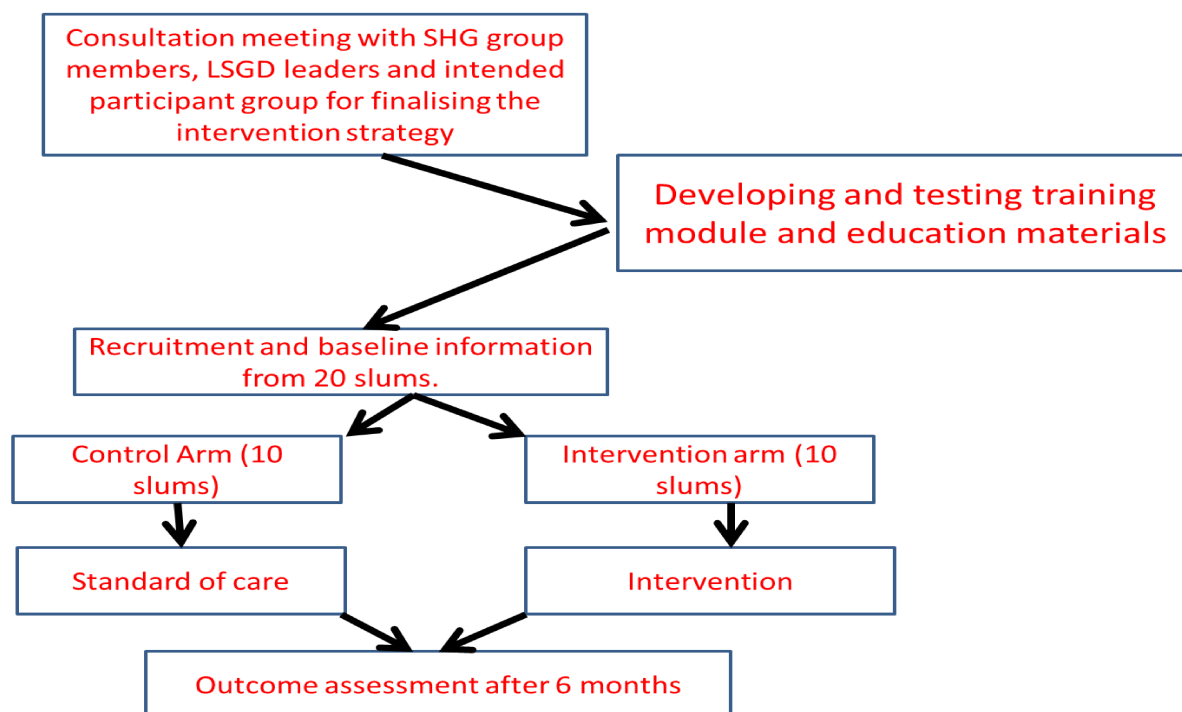 Consultation meeting with SHG group
members, LSGD leaders and intended
participant group for finalising the
intervention strategy
Developing and testing training
module and education materials
Recruitment and baseline information
from 20 slums.
Control Arm (10
slums)
Intervention arm (10
slums)
Standard of care
Intervention
Outcome assessment after 6 months